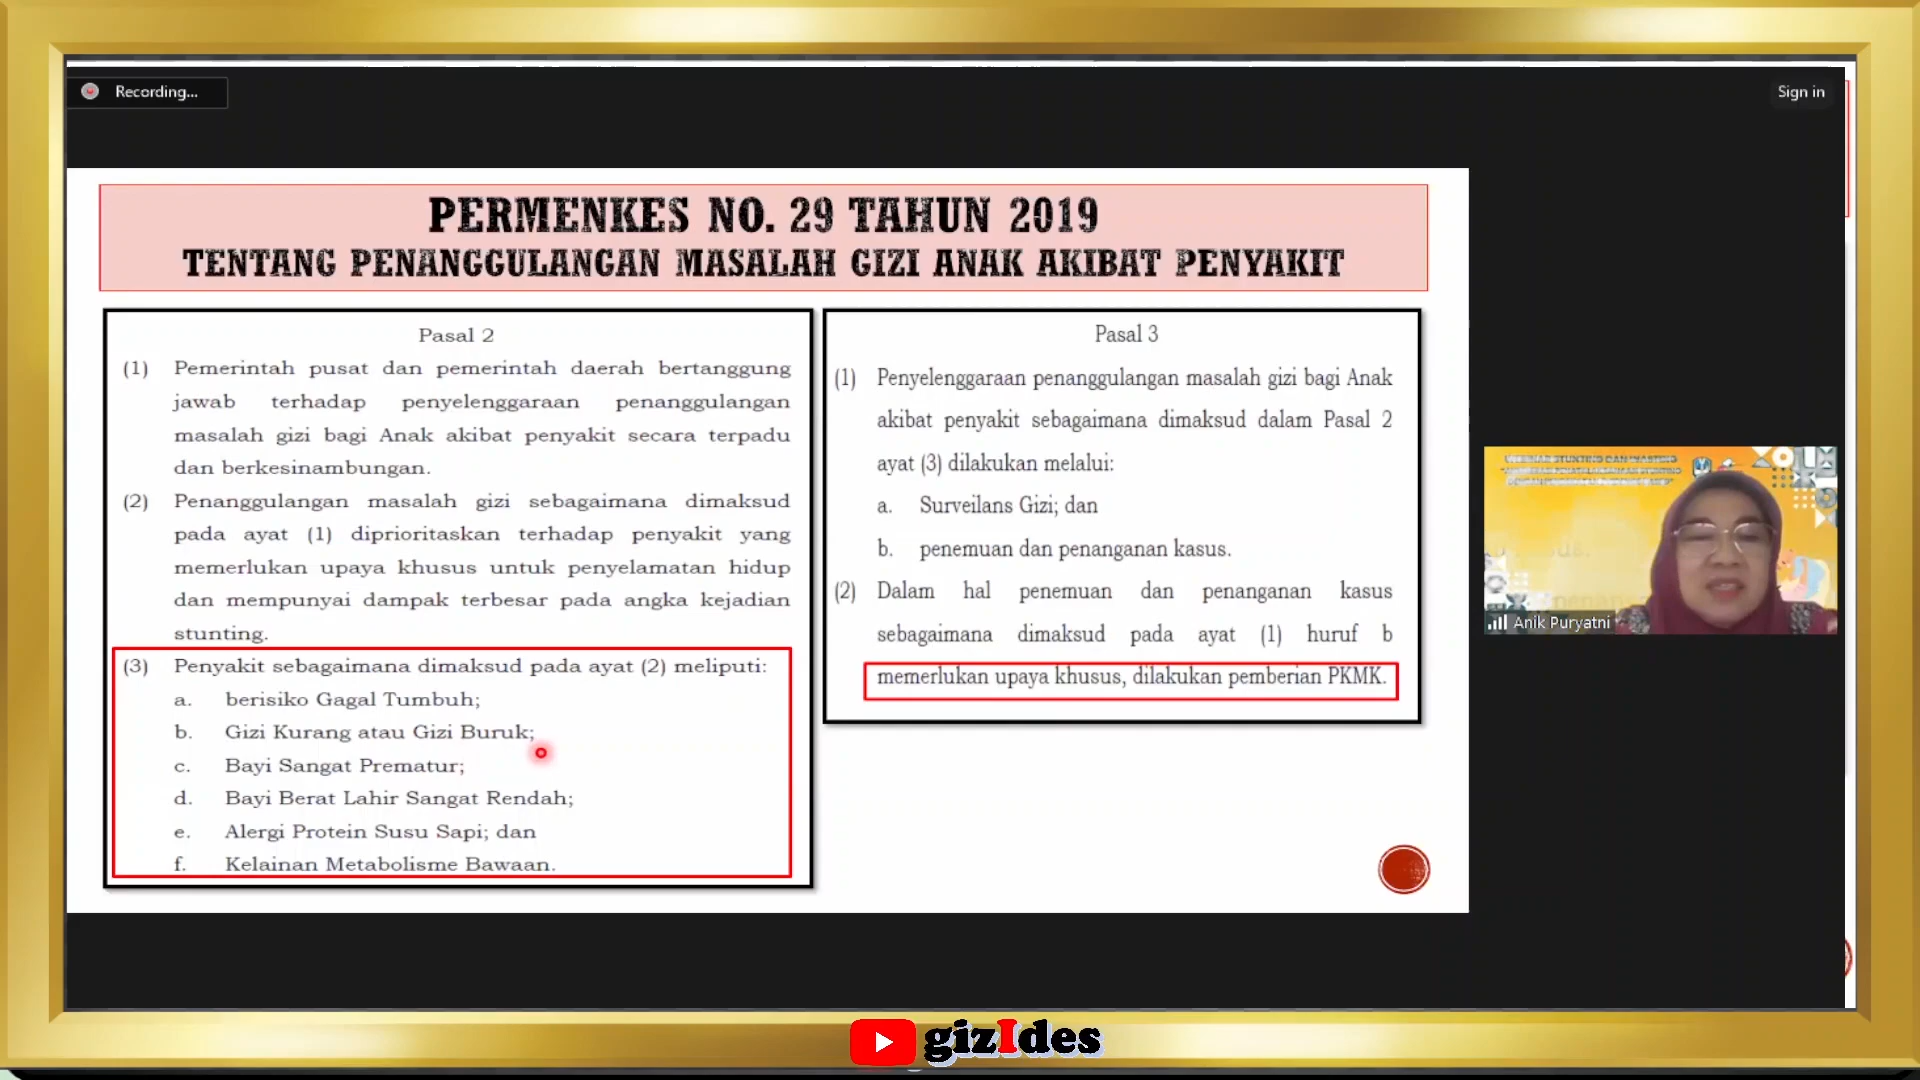 Recording...
Sign in
PERMENKES NO. 29 TAHUN 2019
TENTANG PENANGGULANGAN MASALAH GIZI ANAK AKIBAT PENYAKIT
Pasal 2
(1) Pemerintah pusat dan pemerintah daerah bertanggung
jawab terhadap penyelenggaraan penanggulangan
masalah gizi bagi Anak akibat penyakit secara terpadu
dan berkesinambungan.
(2) Penanggulangan masalah gizi sebagaimana dimaksud
pada ayat (1) diprioritaskan terhadap penyakit yang
memerlukan upaya khusus untuk penyelamatan hidup
dan mempunyai dampak terbesar pada angka kejadian
stunting.
(3) Penyakit sebagaimana dimaksud pada ayat (2) meliputi:
a. berisiko Gagal Tumbuh;
b. Gizi Kurang atau Gizi Buruk;
c. Bayi Sangat Prematur;
d. Bayi Berat Lahir Sangat Rendah;
e. Alergi Protein Susu Sapi; dan
f. Kelainan Metabolisme Bawaan.
Pasal 3
(1) Penyelenggaraan penanggulangan masalah gizi bagi Anak
akibat penyakit sebagaimana dimaksud dalam Pasal 2
ayat (3) dilakukan melalui:
a. Surveilans Gizi; dan
b. penemuan dan penanganan kasus.
(2) Dalam hal penemuan dan penanganan kasus
sebagaimana dimaksud pada ayat (1) huruf b
memerlukan upaya khusus, dilakukan pemberian PKMK.
Anik Puryatni
gizIdes